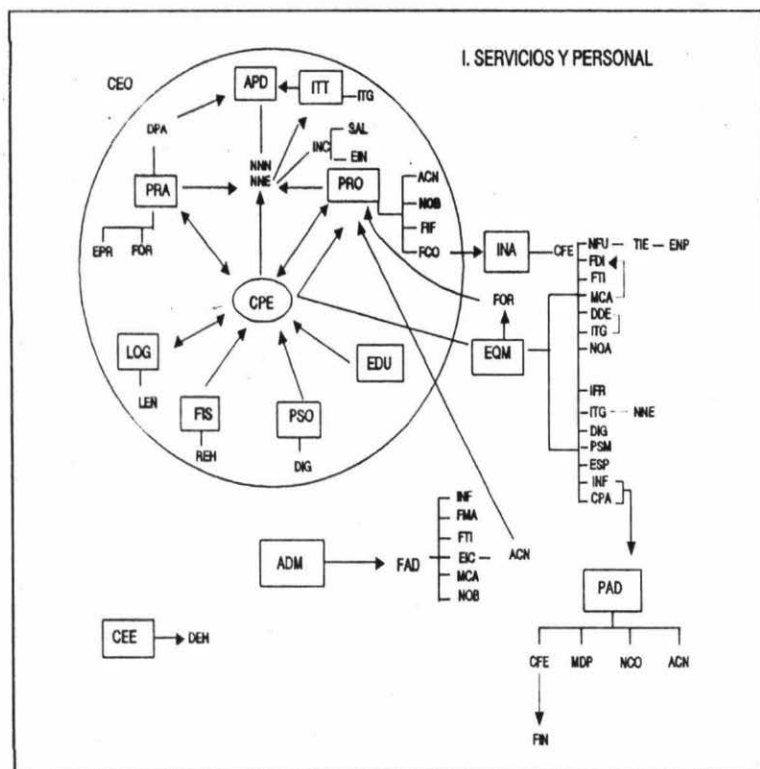 I. SERVICIOS Y PERSONAL
CEO
APD
ITT
ITG
DPA
SAL
INC
EIN
NNN
NNE
PRA
PRO
ACN
NOB
FIF
FCO
EPR
FOR
INA
CFE
NFU
TIE
ENP
FDI
FTI
MCA
DDE
ITG
NOA
CPE
FOR
EQM
LOG
EDU
LEN
FIS
PSO
REH
DIG
IFR
ITG
NNE
DIG
PSM
ESP
INF
CPA
INF
FMA
FTI
EIC
ACN
MCA
NOB
ADM
FAD
PAD
CEE
DEH
CFE
MDP
NCO
ACN
FIN